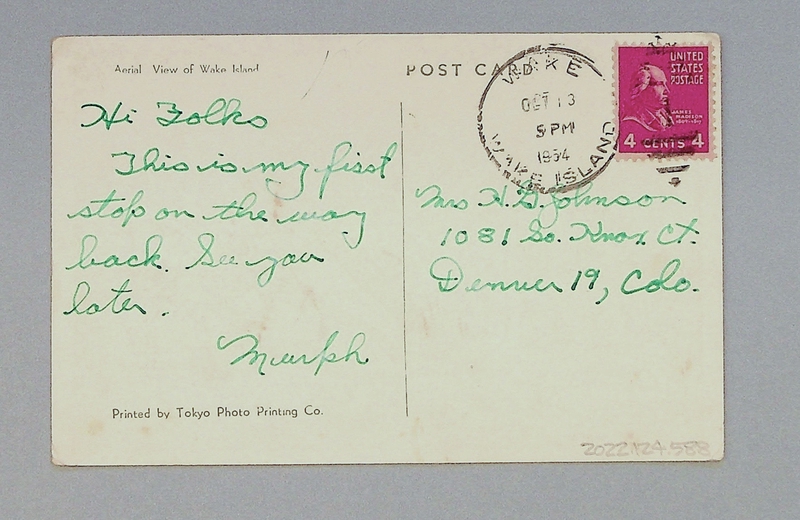 Aerial View of Wake Island
POST CARD
WAKE
OCT 13
5 PM
1954
WAKE ISLAND
UNITED
STATES
POSTAGE
JAMES
MADISON
4 CENTS 4
Hi Folks
This is my first
stop on the way
back. See you
later.
Murph
Mrs H. G. Johnson
1081 So. Knox Ct.
Denver 19, Colo.
Printed by Tokyo Photo Printing Co.
2022.124.588